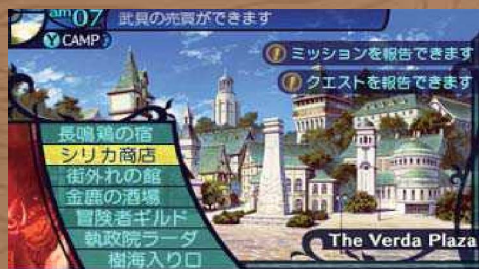 am07 武具の売買ができます
Y CAMP
! ミッションを報告できます
! クエストを報告できます
長鳴鶏の宿
シリカ商店
街外れの館
金鹿の酒場
冒険者ギルド
執政院ラーダ
樹海入り口
The Verda Plaza